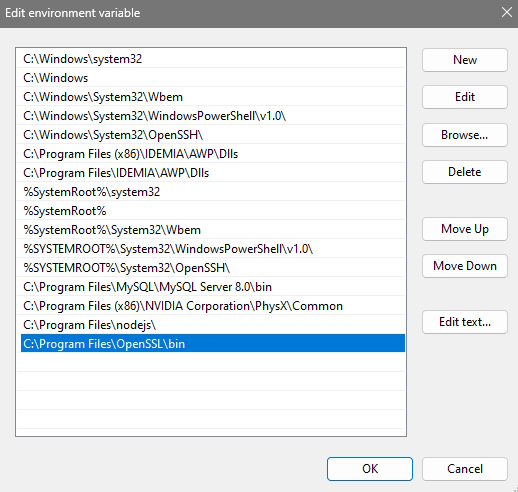 Edit environment variable
C:\Windows\system32
C:\Windows
C:\Windows\System32\Wbem
C:\Windows\System32\WindowsPowerShell\v1.0\
C:\Windows\System32\OpenSSH\
C:\Program Files (x86)\IDEMIA\AWP\Dlls
C:\Program Files\IDEMIA\AWP\Dlls
%SystemRoot%\system32
%SystemRoot%
%SystemRoot%\System32\Wbem
%SYSTEMROOT%\System32\WindowsPowerShell\v1.0\
%SYSTEMROOT%\System32\OpenSSH\
C:\Program Files\MySQL\MySQL Server 8.0\bin
C:\Program Files (x86)\NVIDIA Corporation\PhysX\Common
C:\Program Files\nodejs\
C:\Program Files\OpenSSL\bin
New
Edit
Browse...
Delete
Move Up
Move Down
Edit text...
OK
Cancel